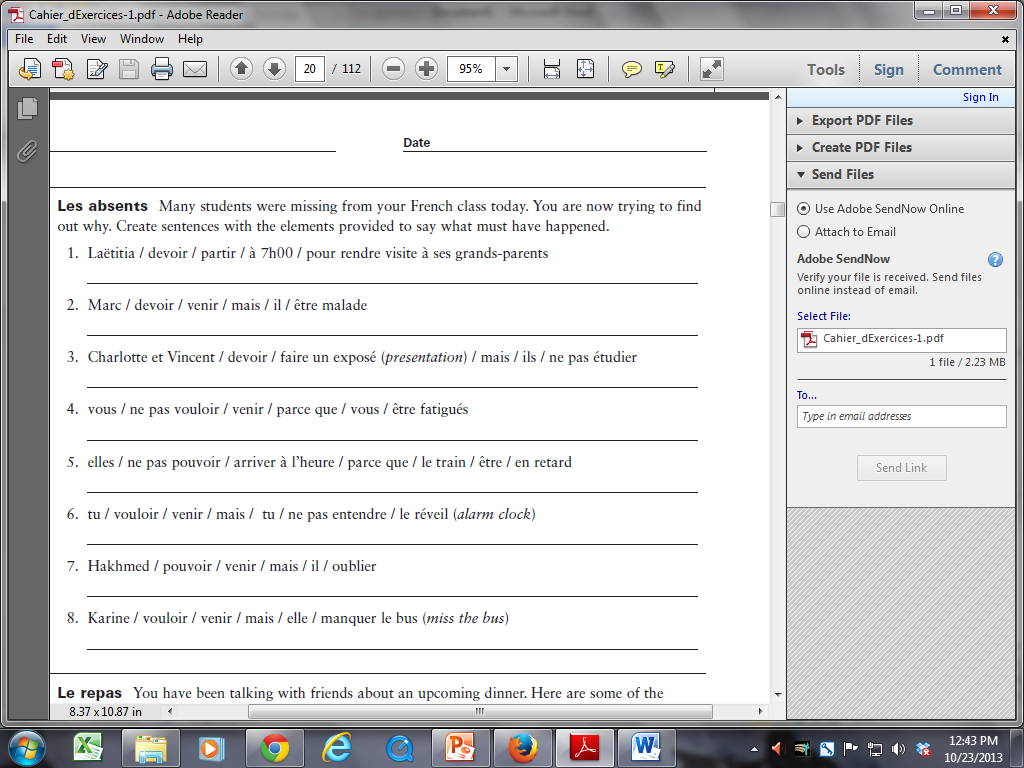 Cahier_dExercices-1.pdf - Adobe Reader
File Edit View Window Help
20 / 112 95% Tools Sign Comment
Sign In
Export PDF Files
Create PDF Files
Send Files
Use Adobe SendNow Online
Attach to Email
Adobe SendNow
Verify your file is received. Send files
online instead of email.
Select File:
Cahier_dExercices-1.pdf
1 file / 2.23 MB
To...
Type in email addresses
Send Link
Date
Les absents Many students were missing from your French class today. You are now trying to find
out why. Create sentences with the elements provided to say what must have happened.
1. Laëtitia / devoir / partir / à 7h00 / pour rendre visite à ses grands-parents
2. Marc / devoir / venir / mais / il / être malade
3. Charlotte et Vincent / devoir / faire un exposé (presentation) / mais / ils / ne pas étudier
4. vous / ne pas vouloir / venir / parce que / vous / être fatigués
5. elles / ne pas pouvoir / arriver à l'heure / parce que / le train / être / en retard
6. tu / vouloir / venir / mais / tu / ne pas entendre / le réveil (alarm clock)
7. Hakhmed / pouvoir / venir / mais / il / oublier
8. Karine / vouloir / venir / mais / elle / manquer le bus (miss the bus)
Le repas You have been talking with friends about an upcoming dinner. Here are some of the
8.37 x 10.87 in
12:43 PM
10/23/2013